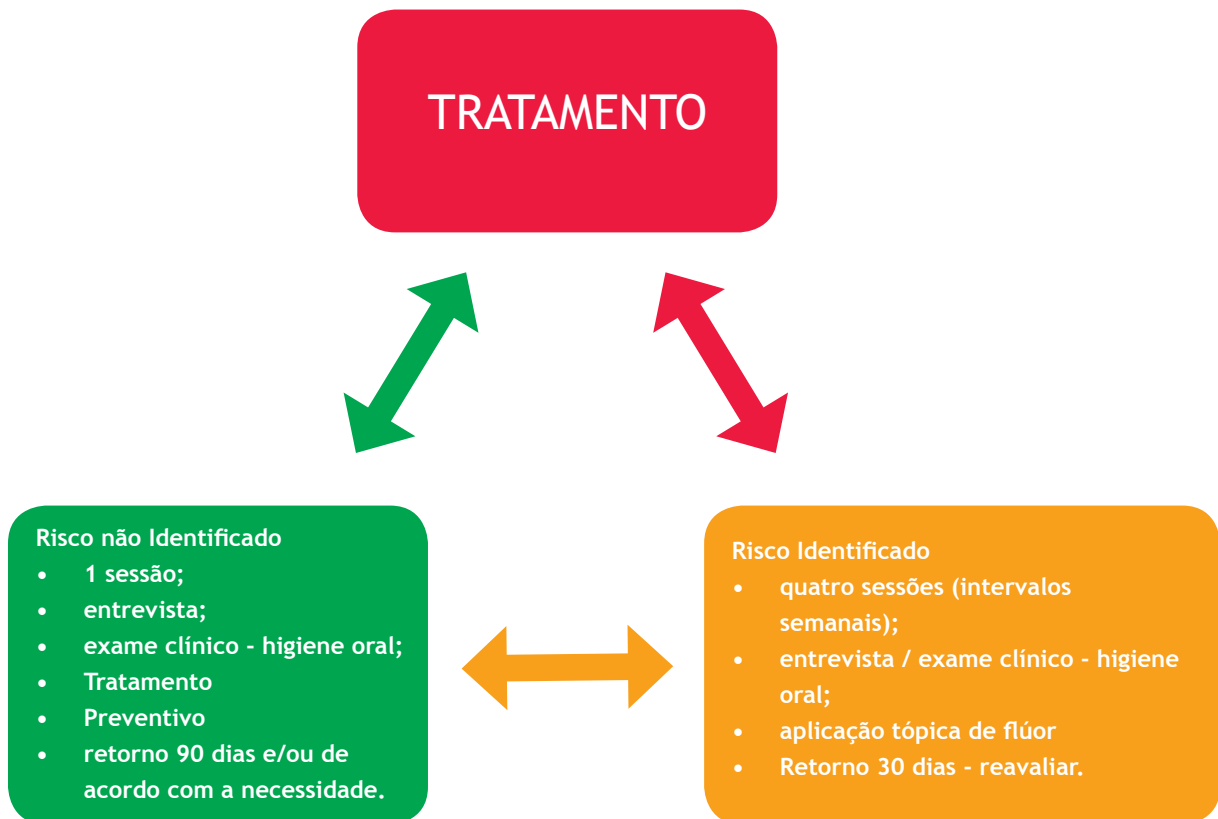 TRATAMENTO
Risco não Identificado
• 1 sessão;
• entrevista;
• exame clínico - higiene oral;
• Tratamento
• Preventivo
• retorno 90 dias e/ou de
acordo com a necessidade.
Risco Identificado
• quatro sessões (intervalos
semanais);
• entrevista / exame clínico - higiene
oral;
• aplicação tópica de flúor
• Retorno 30 dias - reavaliar.